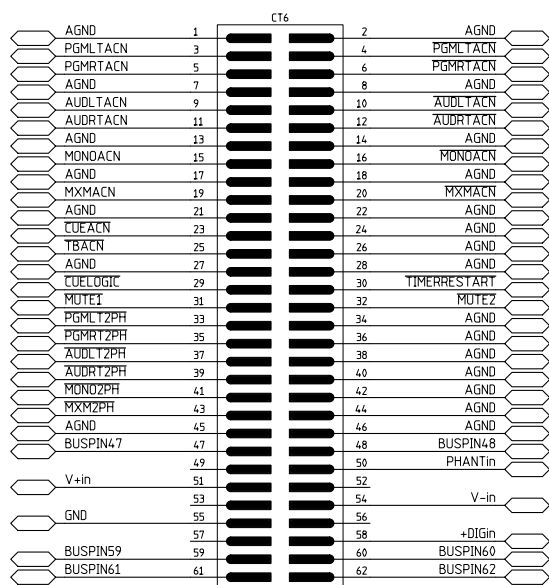 CT6
AGND 1 2 AGND
PGMLTACN 3 4 PGMLTACN
PGMRTACN 5 6 PGMRTACN
AGND 7 8 AGND
AUDLTACN 9 10 AUDLTACN
AUDRTACN 11 12 AUDRTACN
AGND 13 14 AGND
MONOACN 15 16 MONOACN
AGND 17 18 AGND
MXMACN 19 20 MXMACN
AGND 21 22 AGND
CUEACN 23 24 AGND
TBACN 25 26 AGND
AGND 27 28 AGND
CUELOGIC 29 30 TIMERRESTART
MUTE1 31 32 MUTE2
PGMLT2PH 33 34 AGND
PGMRT2PH 35 36 AGND
AUDLT2PH 37 38 AGND
AUDRT2PH 39 40 AGND
MONO2PH 41 42 AGND
MXM2PH 43 44 AGND
AGND 45 46 AGND
BUSPIN47 47 48 BUSPIN48
49 50 PHANTin
V+in 51 52
53 54 V-in
GND 55 56
57 58 +DIGin
BUSPIN59 59 60 BUSPIN60
BUSPIN61 61 62 BUSPIN62